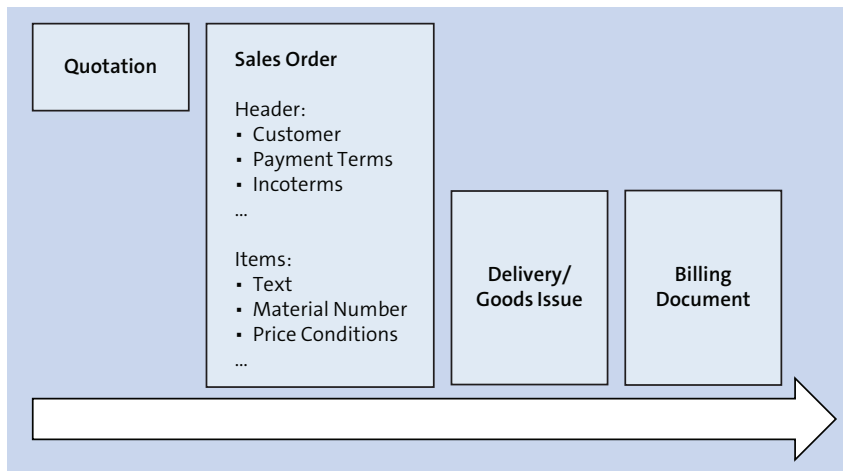 Quotation
Sales Order
Header:
▪ Customer
▪ Payment Terms
▪ Incoterms
...
Items:
▪ Text
▪ Material Number
▪ Price Conditions
...
Delivery/
Goods Issue
Billing
Document